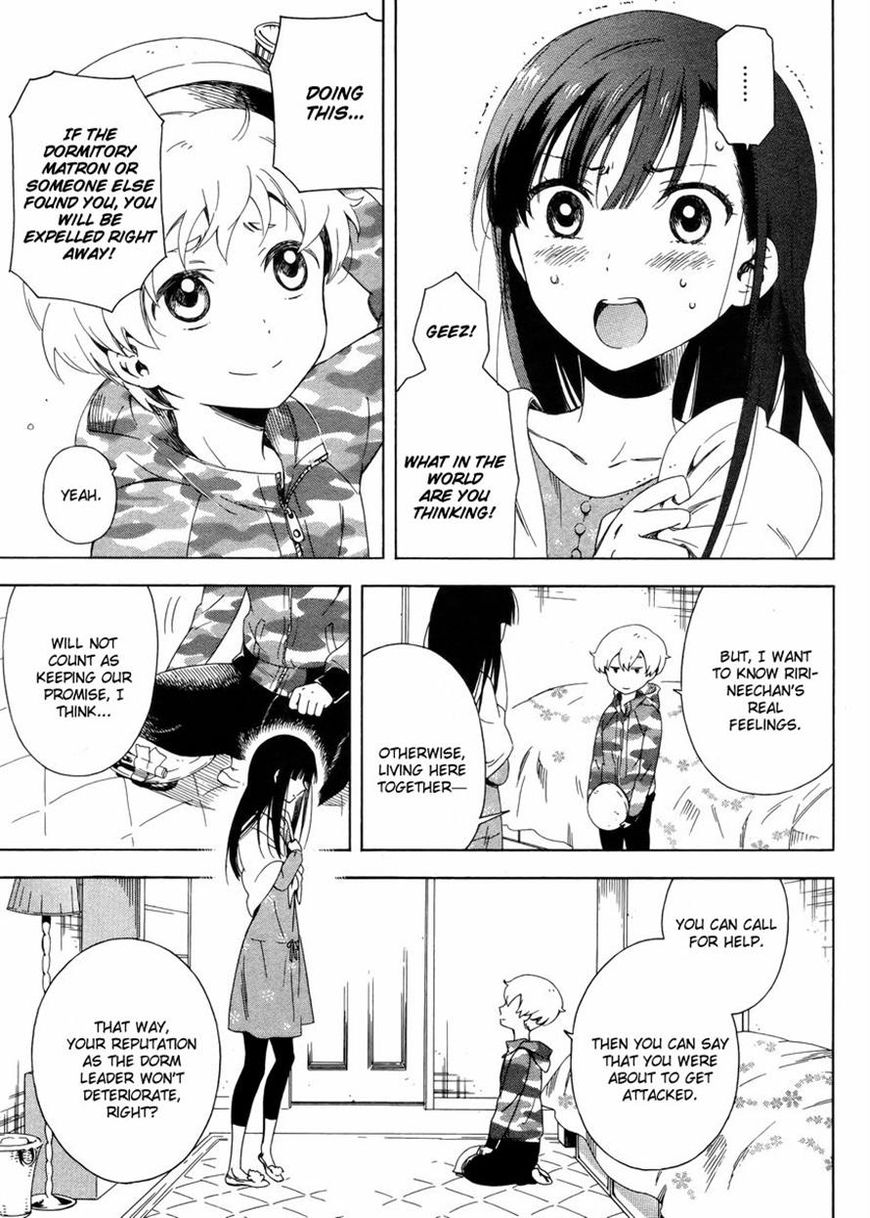 ......
GEEZ!
WHAT IN THE
WORLD
ARE YOU
THINKING!
DOING
THIS...
IF THE
DORMITORY
MATRON OR
SOMEONE ELSE
FOUND YOU, YOU
WILL BE
EXPELLED RIGHT
AWAY!
YEAH.
BUT, I WANT
TO KNOW RIRI-
NEECHAN'S
REAL
FEELINGS.
OTHERWISE,
LIVING HERE
TOGETHER—
WILL NOT
COUNT AS
KEEPING OUR
PROMISE, I
THINK...
YOU CAN CALL
FOR HELP.
THEN YOU CAN SAY
THAT YOU WERE
ABOUT TO GET
ATTACKED.
THAT WAY,
YOUR REPUTATION
AS THE DORM
LEADER WON'T
DETERIORATE,
RIGHT?